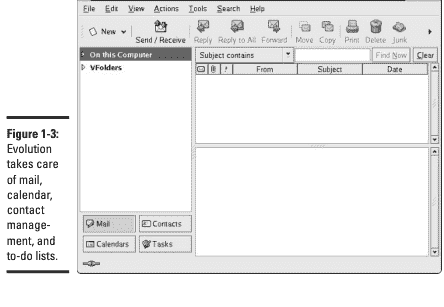 File Edit View Actions Tools Search Help
New Send / Receive Reply Reply to All Forward Move Copy Print Delete Junk
On this Computer
VFolders
Subject contains Find Now Clear
! From Subject Date
Figure 1-3:
Evolution
takes care
of mail,
calendar,
contact
manage-
ment, and
to-do lists.
Mail Contacts
Calendars Tasks